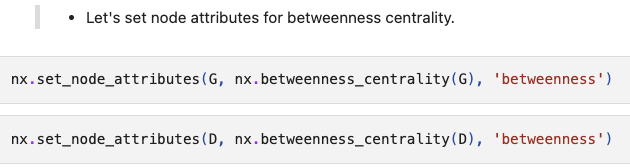 • Let's set node attributes for betweenness centrality.
nx.set_node_attributes(G, nx.betweenness_centrality(G), 'betweenness')
nx.set_node_attributes(D, nx.betweenness_centrality(D), 'betweenness')